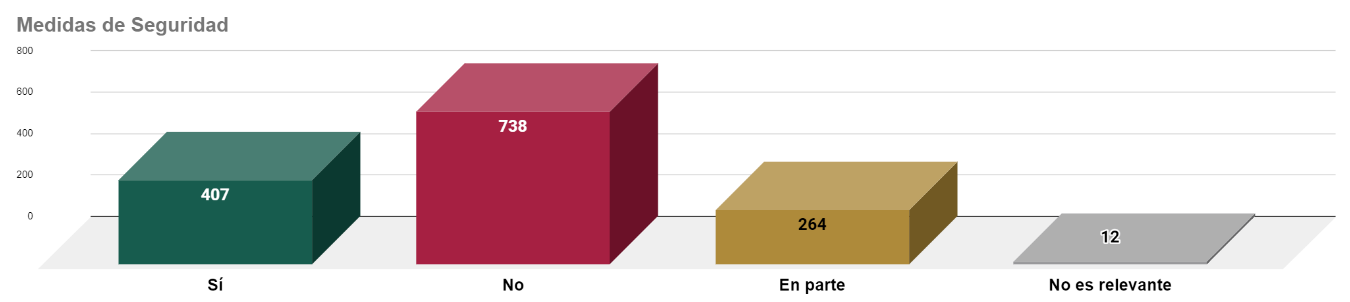 Medidas de Seguridad
800
600
400
200
0
407
738
264
12
Sí
No
En parte
No es relevante